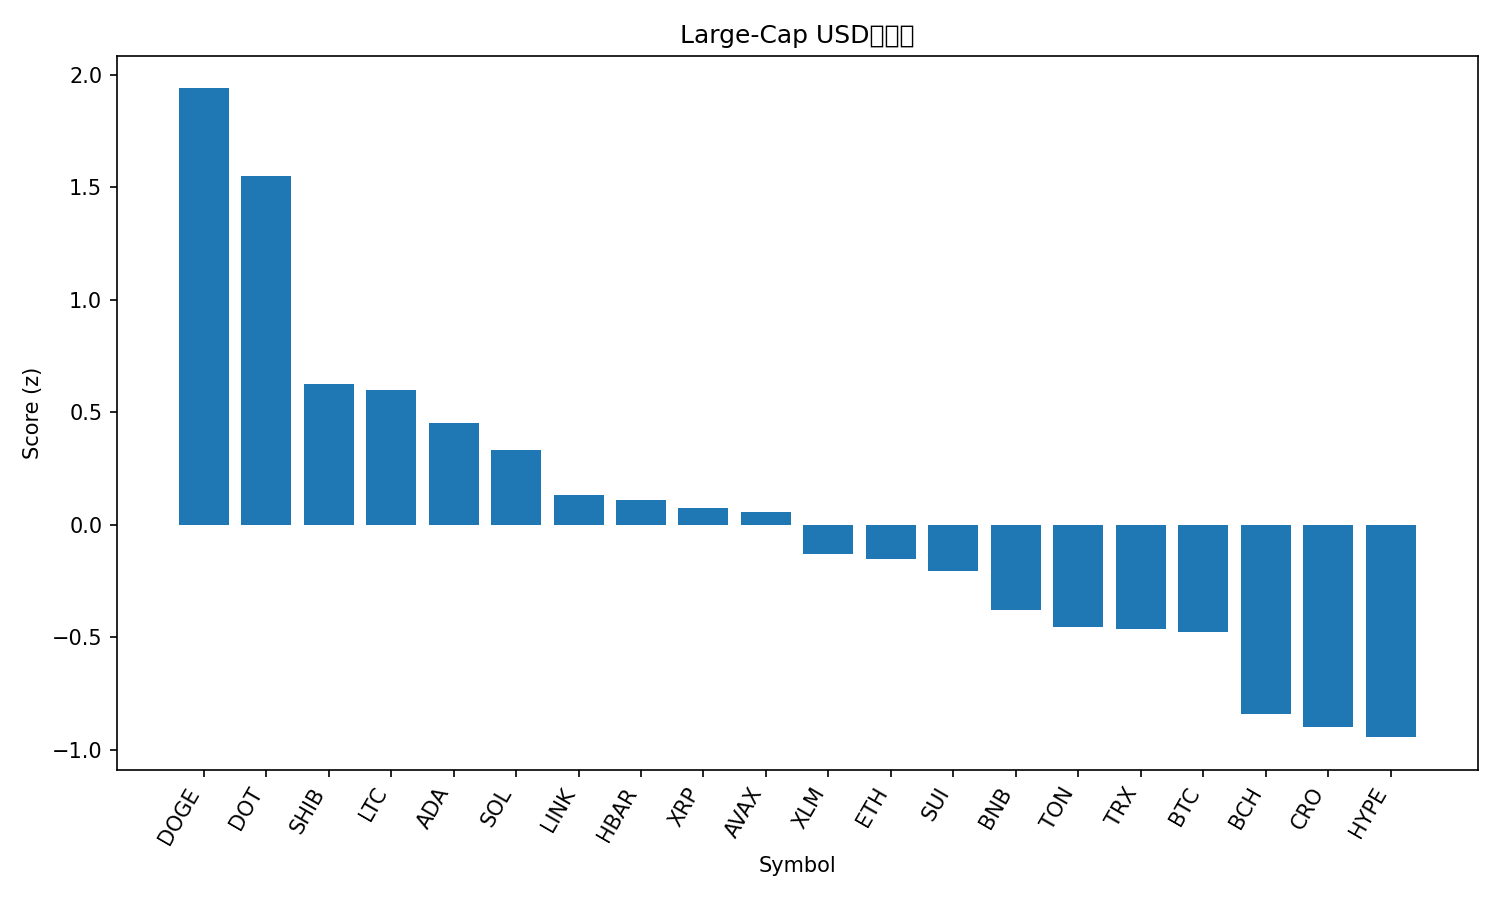 Large-Cap USD
Score (z)
2.0
1.5
1.0
0.5
0.0
−0.5
−1.0
DOGE
DOT
SHIB
LTC
ADA
SOL
LINK
HBAR
XRP
AVAX
XLM
ETH
SUI
BNB
TON
TRX
BTC
BCH
CRO
HYPE
Symbol